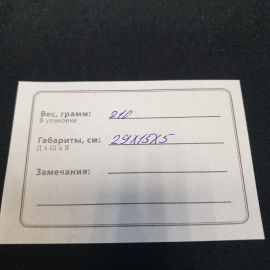 Вес, грамм: 210
В упаковке
Габариты, см: 29х15х5
Д х Ш х В
Замечания: